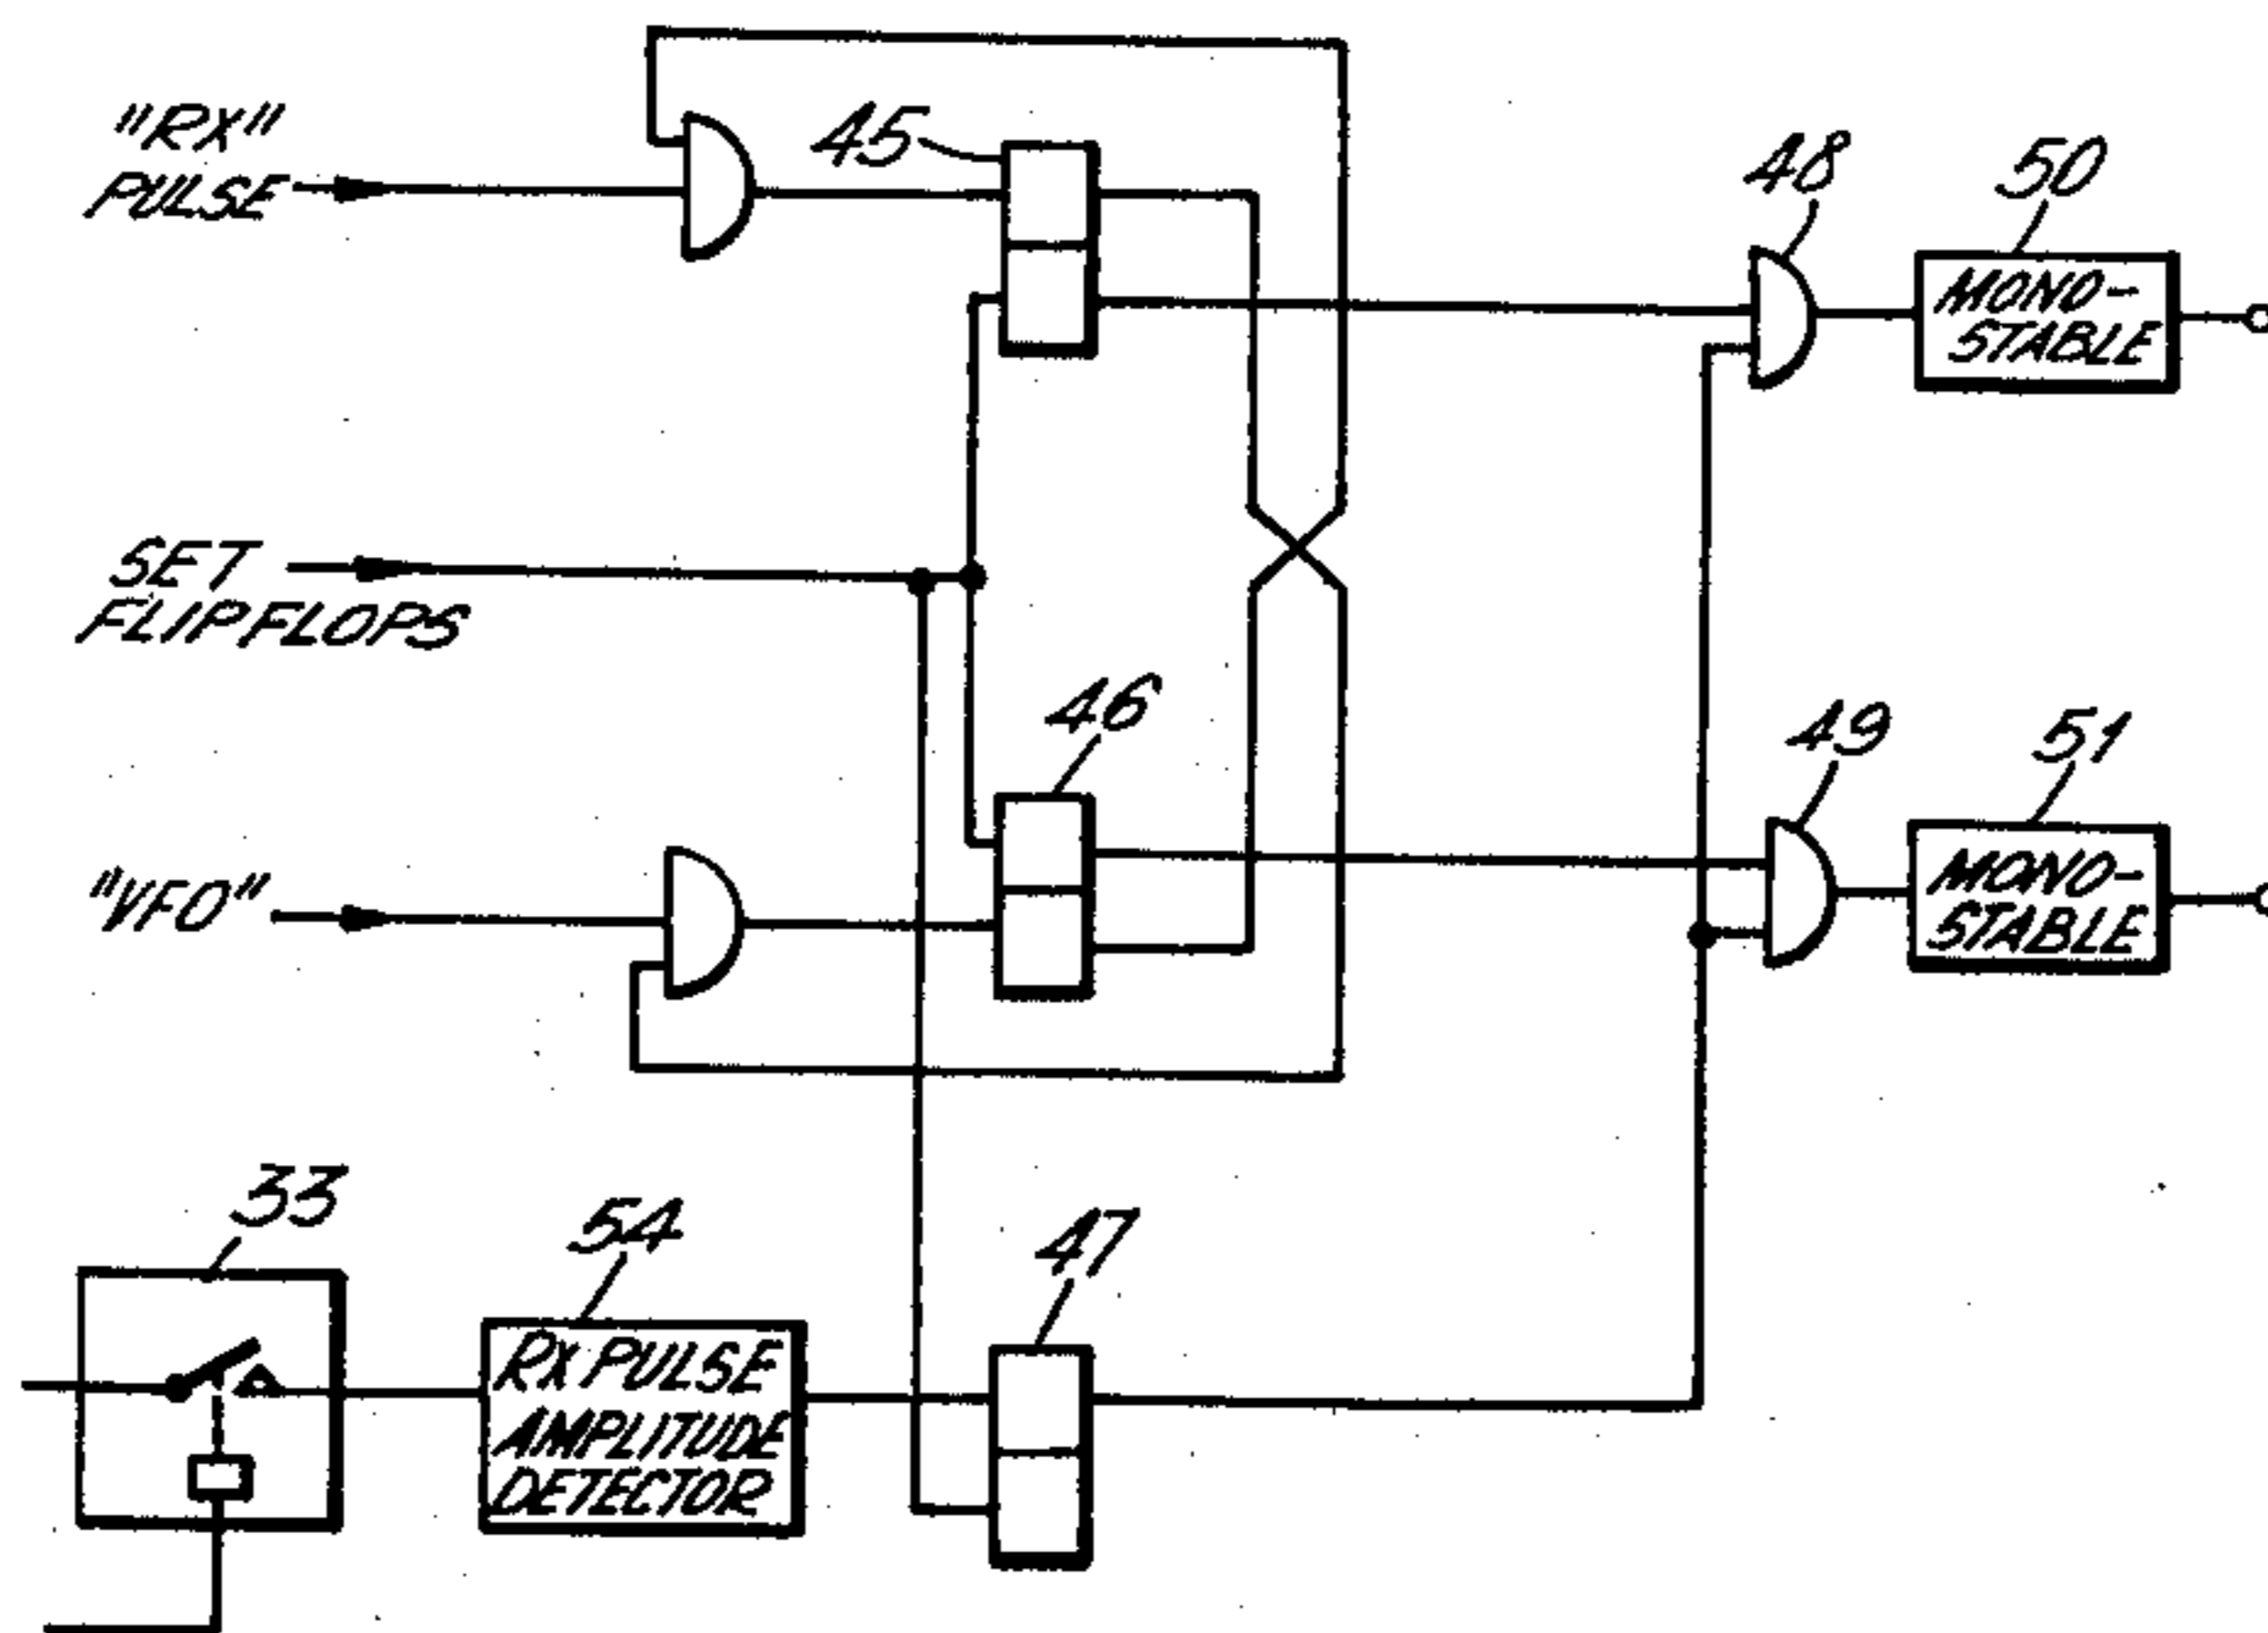 "RX"
PULSE
45
48
50
MONO-
STABLE
SET
FLIPFLOPS
46
49
51
MONO-
STABLE
"VFO"
33
54
47
RX PULSE
AMPLITUDE
DETECTOR